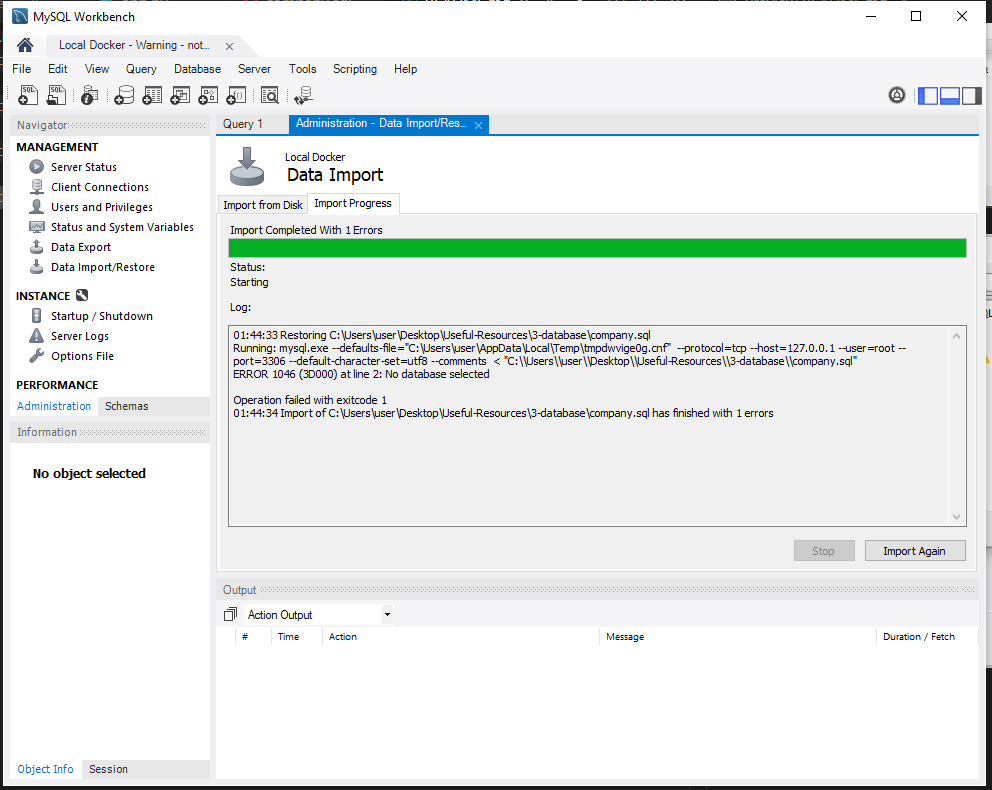 MySQL Workbench
Local Docker - Warning - not...
File Edit View Query Database Server Tools Scripting Help
Navigator
MANAGEMENT
Server Status
Client Connections
Users and Privileges
Status and System Variables
Data Export
Data Import/Restore
INSTANCE
Startup / Shutdown
Server Logs
Options File
PERFORMANCE
Administration Schemas
Information
No object selected
Object Info Session
Query 1 Administration - Data Import/Res...
Local Docker
Data Import
Import from Disk Import Progress
Import Completed With 1 Errors
Status:
Starting
Log:
01:44:33 Restoring C:\Users\user\Desktop\Useful-Resources\3-database\company.sql
Running: mysql.exe --defaults-file="C:\Users\user\AppData\Local\Temp\tmpdwvige0g.cnf" --protocol=tcp --host=127.0.0.1 --user=root --
port=3306 --default-character-set=utf8 --comments < "C:\\Users\\user\\Desktop\\Useful-Resources\\3-database\\company.sql"
ERROR 1046 (3D000) at line 2: No database selected
Operation failed with exitcode 1
01:44:34 Import of C:\Users\user\Desktop\Useful-Resources\3-database\company.sql has finished with 1 errors
Stop Import Again
Output
Action Output
# Time Action Message Duration / Fetch